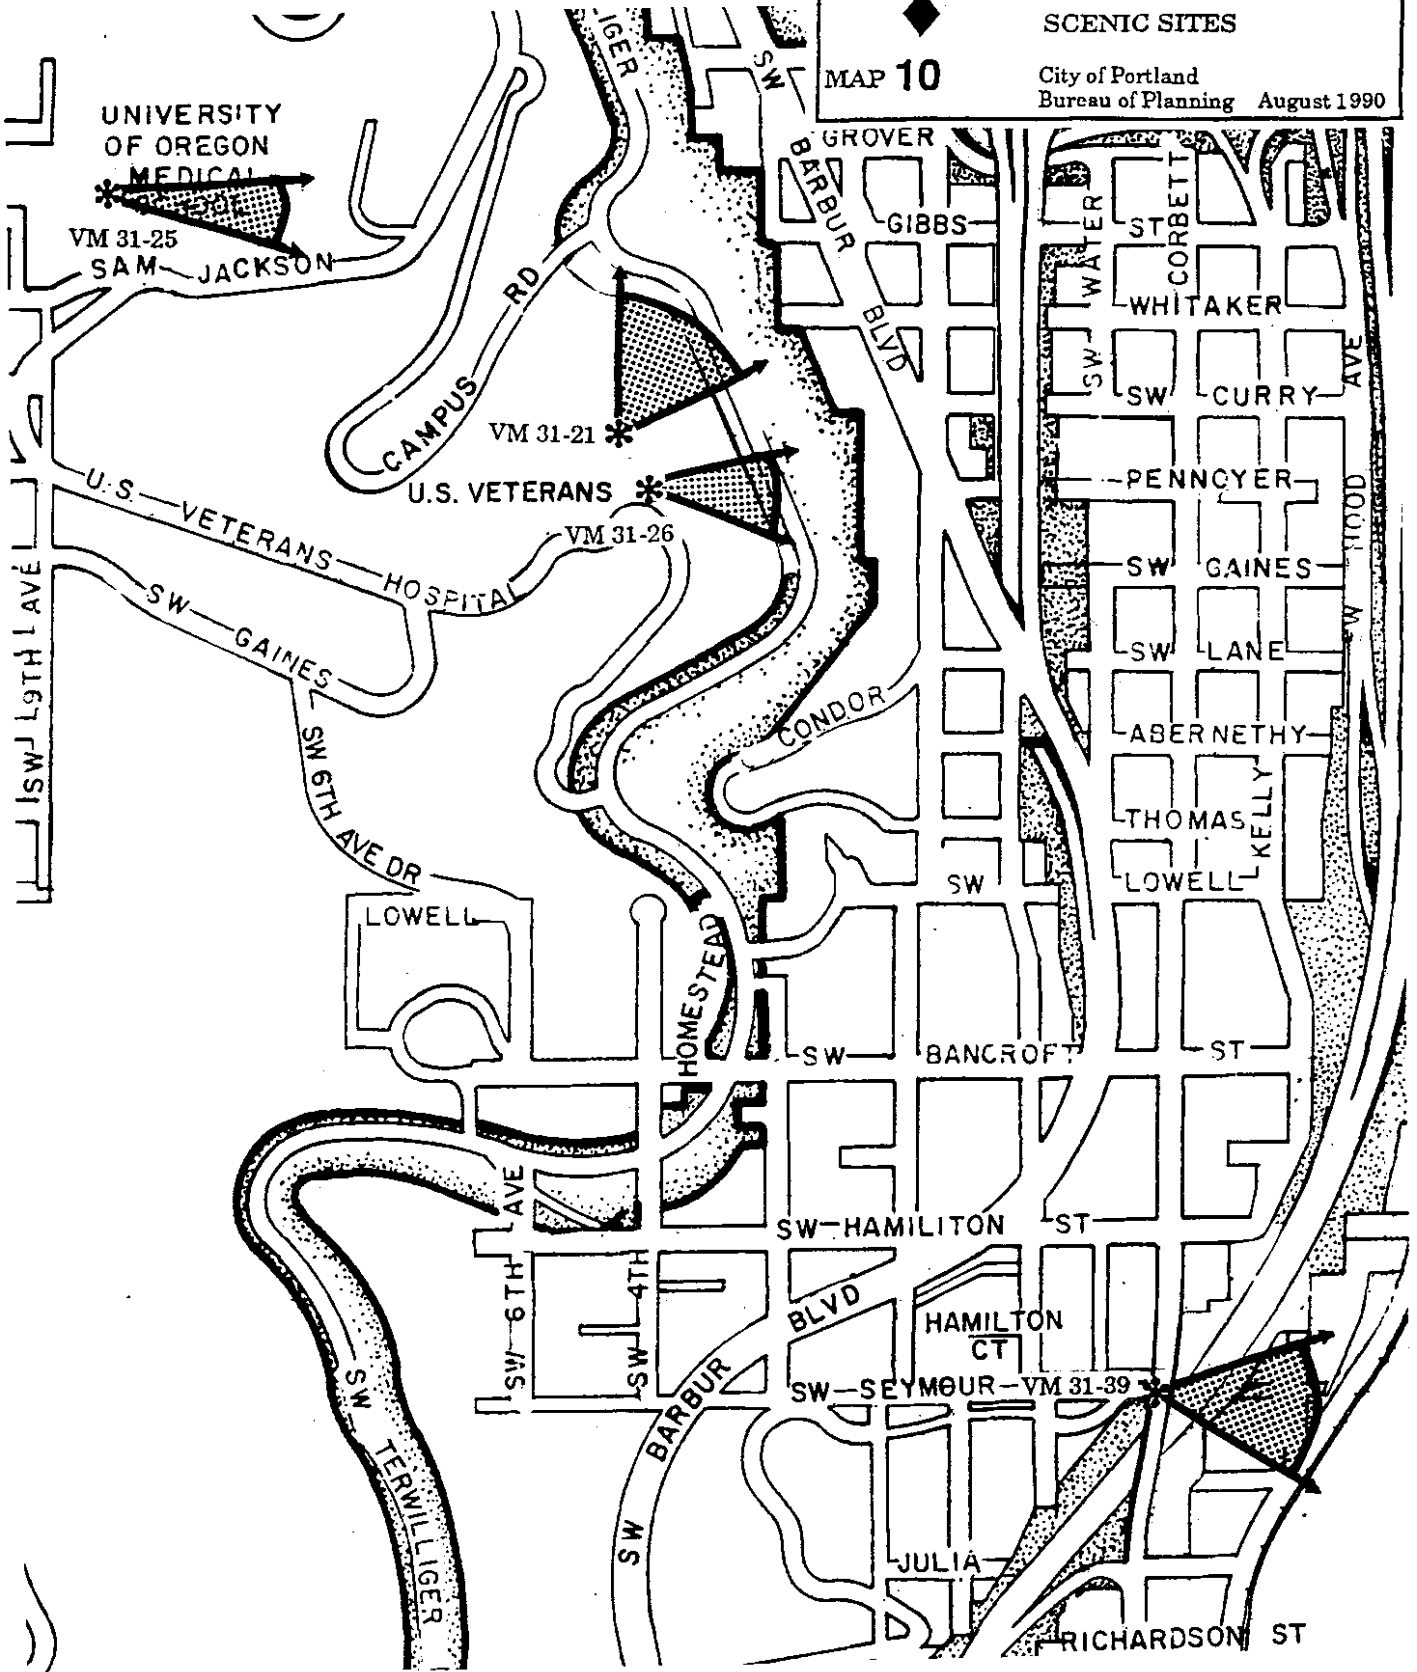 SCENIC SITES
MAP 10
City of Portland
Bureau of Planning August 1990
UNIVERSITY
OF OREGON
MEDICAL
VM 31-25
SAM JACKSON
CAMPUS RD
SW BARBUR BLVD
GROVER
GIBBS
ST
SW WATER
CORBETT
WHITAKER
SW CURRY
AVE
VM 31-21
U.S. VETERANS
VM 31-26
PENNOYER
HOOD
U.S. VETERANS HOSPITAL
SW GAINES
SW GAINES
SW LANE
CONDOR
ABERNETHY
SW 6TH AVE DR
THOMAS
KELLY
SW
LOWELL
LOWELL
HOMESTEAD
SW BANCROFT ST
AVE
SW HAMILITON ST
SW 6TH
SW 4TH
BLVD
HAMILTON
CT
SW SEYMOUR
VM 31-39
SW BARBUR
SW TERWILLIGER
JULIA
RICHARDSON ST